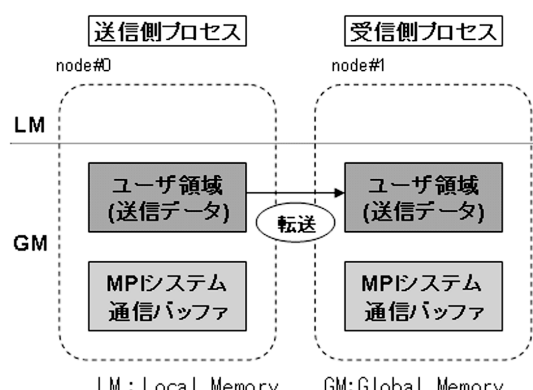 送信側プロセス
受信側プロセス
node#0
node#1
LM
ユーザ領域
(送信データ)
ユーザ領域
(送信データ)
転送
GM
MPIシステム
通信バッファ
MPIシステム
通信バッファ
LM : Local Memory GM:Global Memory